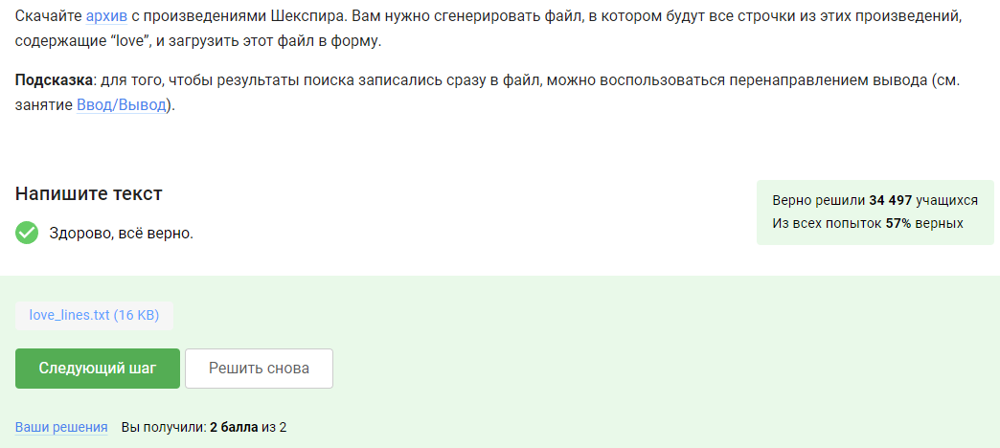 Скачайте архив с произведениями Шекспира. Вам нужно сгенерировать файл, в котором будут все строчки из этих произведений,
содержащие “love”, и загрузить этот файл в форму.
Подсказка: для того, чтобы результаты поиска записались сразу в файл, можно воспользоваться перенаправлением вывода (см.
занятие Ввод/Вывод).
Напишите текст
Здорово, всё верно.
Верно решили 34 497 учащихся
Из всех попыток 57% верных
love_lines.txt (16 KB)
Следующий шаг
Решить снова
Ваши решения Вы получили: 2 балла из 2